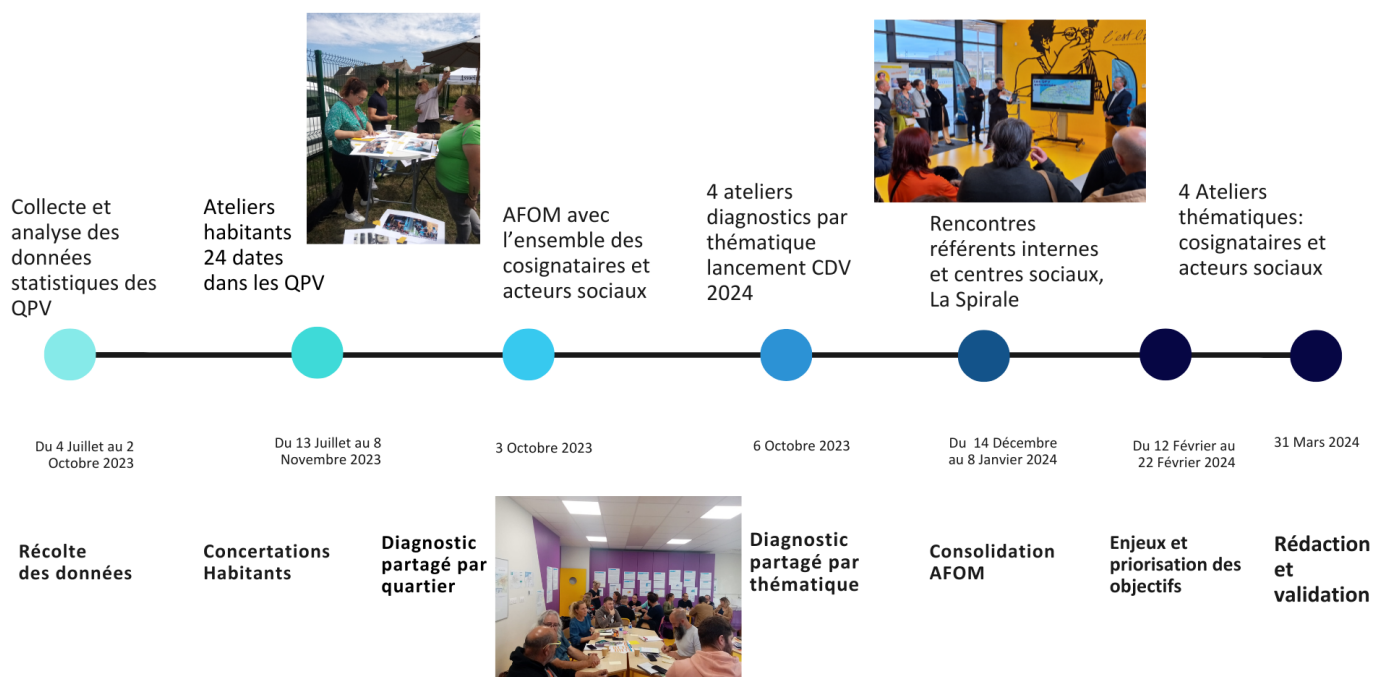 Collecte et
analyse des
données
statistiques des
QPV
Ateliers
habitants
24 dates
dans les QPV
AFOM avec
l'ensemble des
cosignataires et
acteurs sociaux
4 ateliers
diagnostics par
thématique
lancement CDV
2024
Rencontres
référents internes
et centres sociaux,
La Spirale
4 Ateliers
thématiques:
cosignataires et
acteurs sociaux
Du 4 Juillet au 2
Octobre 2023
Du 13 Juillet au 8
Novembre 2023
3 Octobre 2023
6 Octobre 2023
Du 14 Décembre
au 8 Janvier 2024
Du 12 Février au
22 Février 2024
31 Mars 2024
Récolte
des données
Concertations
Habitants
Diagnostic
partagé par
quartier
Diagnostic
partagé par
thématique
Consolidation
AFOM
Enjeux et
priorisation des
objectifs
Rédaction
et
validation